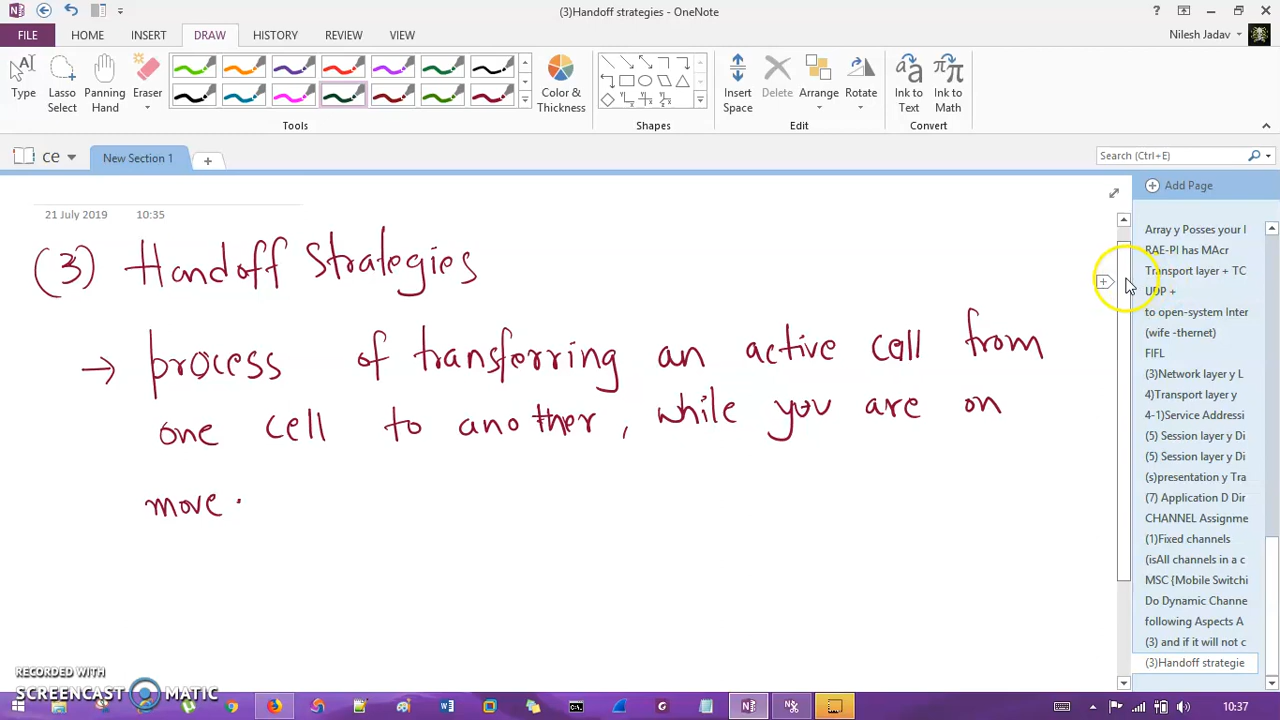 (3)Handoff strategies - OneNote
Nilesh Jadav
FILE HOME INSERT DRAW HISTORY REVIEW VIEW
Type Lasso Select Panning Hand Eraser Color & Thickness Insert Space Delete Arrange Rotate Ink to Text Ink to Math
Tools Shapes Edit Convert
ce New Section 1 Search (Ctrl+E)
Add Page
21 July 2019 10:35
(3) Handoff Strategies
→ process of transferring an active call from
one cell to another, while you are on
move.
Array y Posses your I
RAE-PI has MAcr
Transport layer + TC
UDP +
to open-system Inter
(wife -thernet)
FIFL
(3)Network layer y L
4)Transport layer y
4-1)Service Addressi
(5) Session layer y Di
(5) Session layer y Di
(s)presentation y Tra
(7) Application D Dir
CHANNEL Assignme
(1)Fixed channels
(isAll channels in a c
MSC {Mobile Switchi
Do Dynamic Channe
following Aspects A
(3) and if it will not c
(3)Handoff strategie
RECORDED WITH
SCREENCAST MATIC
10:37